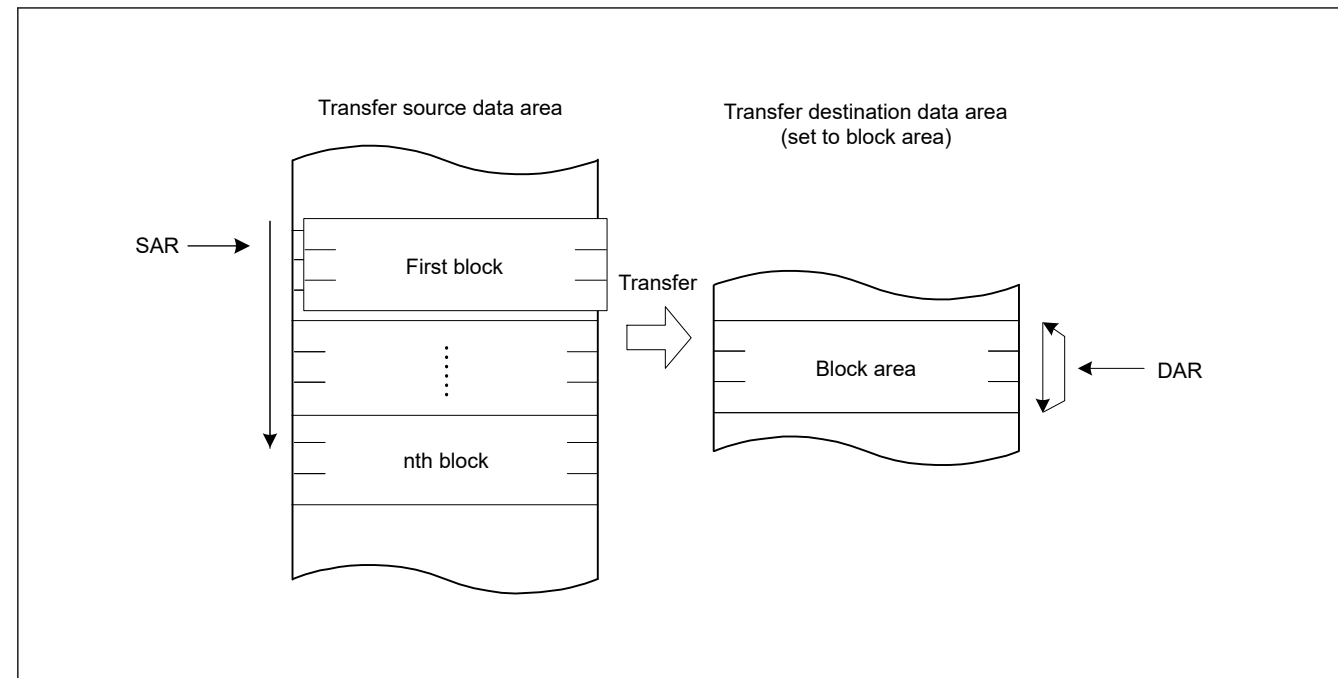 Transfer source data area
Transfer destination data area
(set to block area)
SAR
First block
Transfer
Block area
DAR
nth block